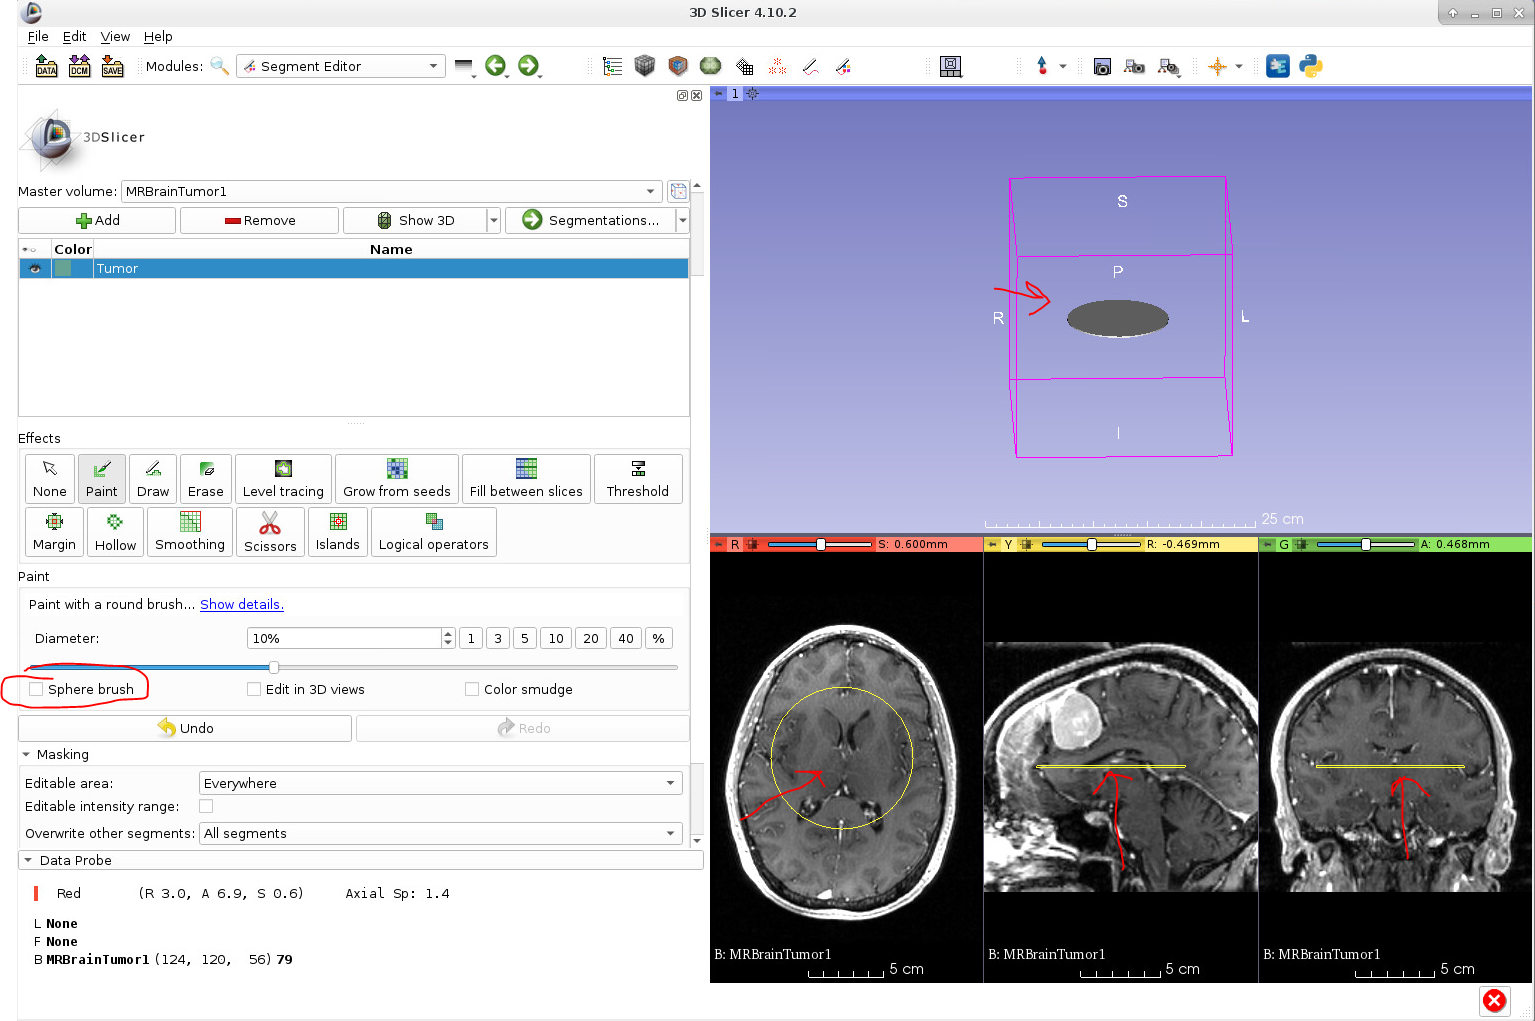 3D Slicer 4.10.2
File Edit View Help
DATA DCM SAVE Modules: Segment Editor
1
3DSlicer
Master volume: MRBrainTumor1
Add Remove Show 3D Segmentations...
Color Name
Tumor
Effects
None Paint Draw Erase Level tracing Grow from seeds Fill between slices Threshold
Margin Hollow Smoothing Scissors Islands Logical operators
Paint
Paint with a round brush... Show details.
Diameter: 10% 1 3 5 10 20 40 %
Sphere brush Edit in 3D views Color smudge
Undo Redo
Masking
Editable area: Everywhere
Editable intensity range:
Overwrite other segments: All segments
Data Probe
Red (R 3.0, A 6.9, S 0.6) Axial Sp: 1.4
L None
F None
B MRBrainTumor1 (124, 120, 56) 79
S
P
R L
I
25 cm
R S: 0.600mm
Y R: -0.469mm
G A: 0.468mm
B: MRBrainTumor1
5 cm
B: MRBrainTumor1
5 cm
B: MRBrainTumor1
5 cm